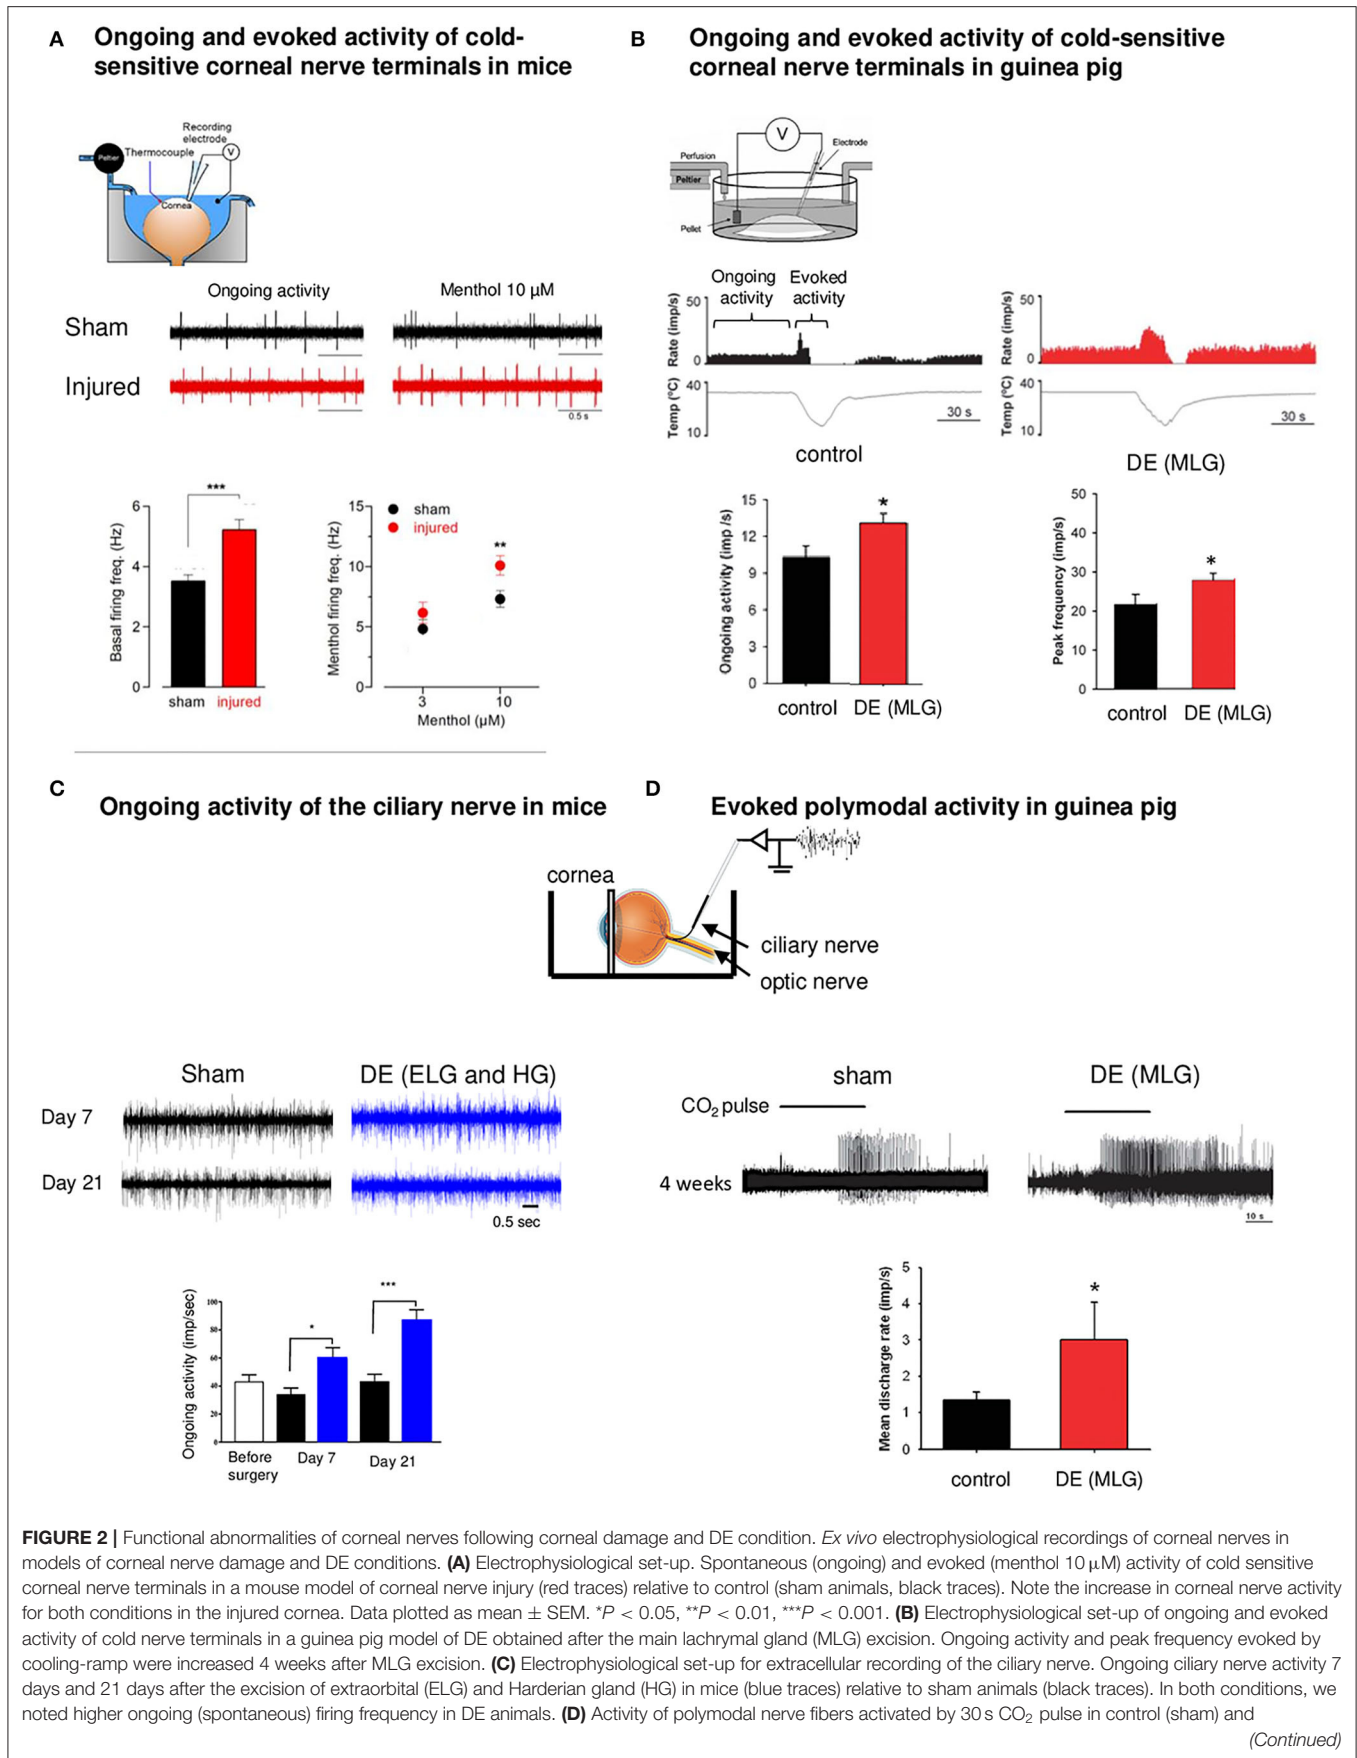 A Ongoing and evoked activity of cold-
sensitive corneal nerve terminals in mice
Recording
electrode
Thermocouple
Peltier
V
Cornea
Ongoing activity
Menthol 10 µM
Sham
Injured
0.5 s
***
Basal firing freq. (Hz)
6
4
2
0
sham injured
Menthol firing freq. (Hz)
15
10
5
0
sham
injured
**
3 10
Menthol (µM)
B Ongoing and evoked activity of cold-sensitive
corneal nerve terminals in guinea pig
V
Electrode
Perfusion
Peltier
Pellet
Ongoing
activity
Evoked
activity
Rate (imp/s)
50
0
Temp (ºC)
40
10
30 s
control
Rate (imp/s)
50
0
Temp (ºC)
40
10
30 s
DE (MLG)
Ongoing activity (imp /s)
15
12
9
6
3
0
*
control DE (MLG)
Peak frequency (imp/s)
50
40
30
20
10
0
*
control DE (MLG)
C Ongoing activity of the ciliary nerve in mice
D Evoked polymodal activity in guinea pig
cornea
ciliary nerve
optic nerve
Sham DE (ELG and HG)
Day 7
Day 21
0.5 sec
Ongoing activity (imp/sec)
100
80
60
40
20
0
*
***
Before
surgery
Day 7
Day 21
sham DE (MLG)
CO2 pulse
4 weeks
10 s
Mean discharge rate (imp/s)
5
4
3
2
1
0
*
control DE (MLG)
FIGURE 2 | Functional abnormalities of corneal nerves following corneal damage and DE condition. Ex vivo electrophysiological recordings of corneal nerves in
models of corneal nerve damage and DE conditions. (A) Electrophysiological set-up. Spontaneous (ongoing) and evoked (menthol 10 µM) activity of cold sensitive
corneal nerve terminals in a mouse model of corneal nerve injury (red traces) relative to control (sham animals, black traces). Note the increase in corneal nerve activity
for both conditions in the injured cornea. Data plotted as mean ± SEM. *P < 0.05, **P < 0.01, ***P < 0.001. (B) Electrophysiological set-up of ongoing and evoked
activity of cold nerve terminals in a guinea pig model of DE obtained after the main lachrymal gland (MLG) excision. Ongoing activity and peak frequency evoked by
cooling-ramp were increased 4 weeks after MLG excision. (C) Electrophysiological set-up for extracellular recording of the ciliary nerve. Ongoing ciliary nerve activity 7
days and 21 days after the excision of extraorbital (ELG) and Harderian gland (HG) in mice (blue traces) relative to sham animals (black traces). In both conditions, we
noted higher ongoing (spontaneous) firing frequency in DE animals. (D) Activity of polymodal nerve fibers activated by 30 s CO2 pulse in control (sham) and
(Continued)